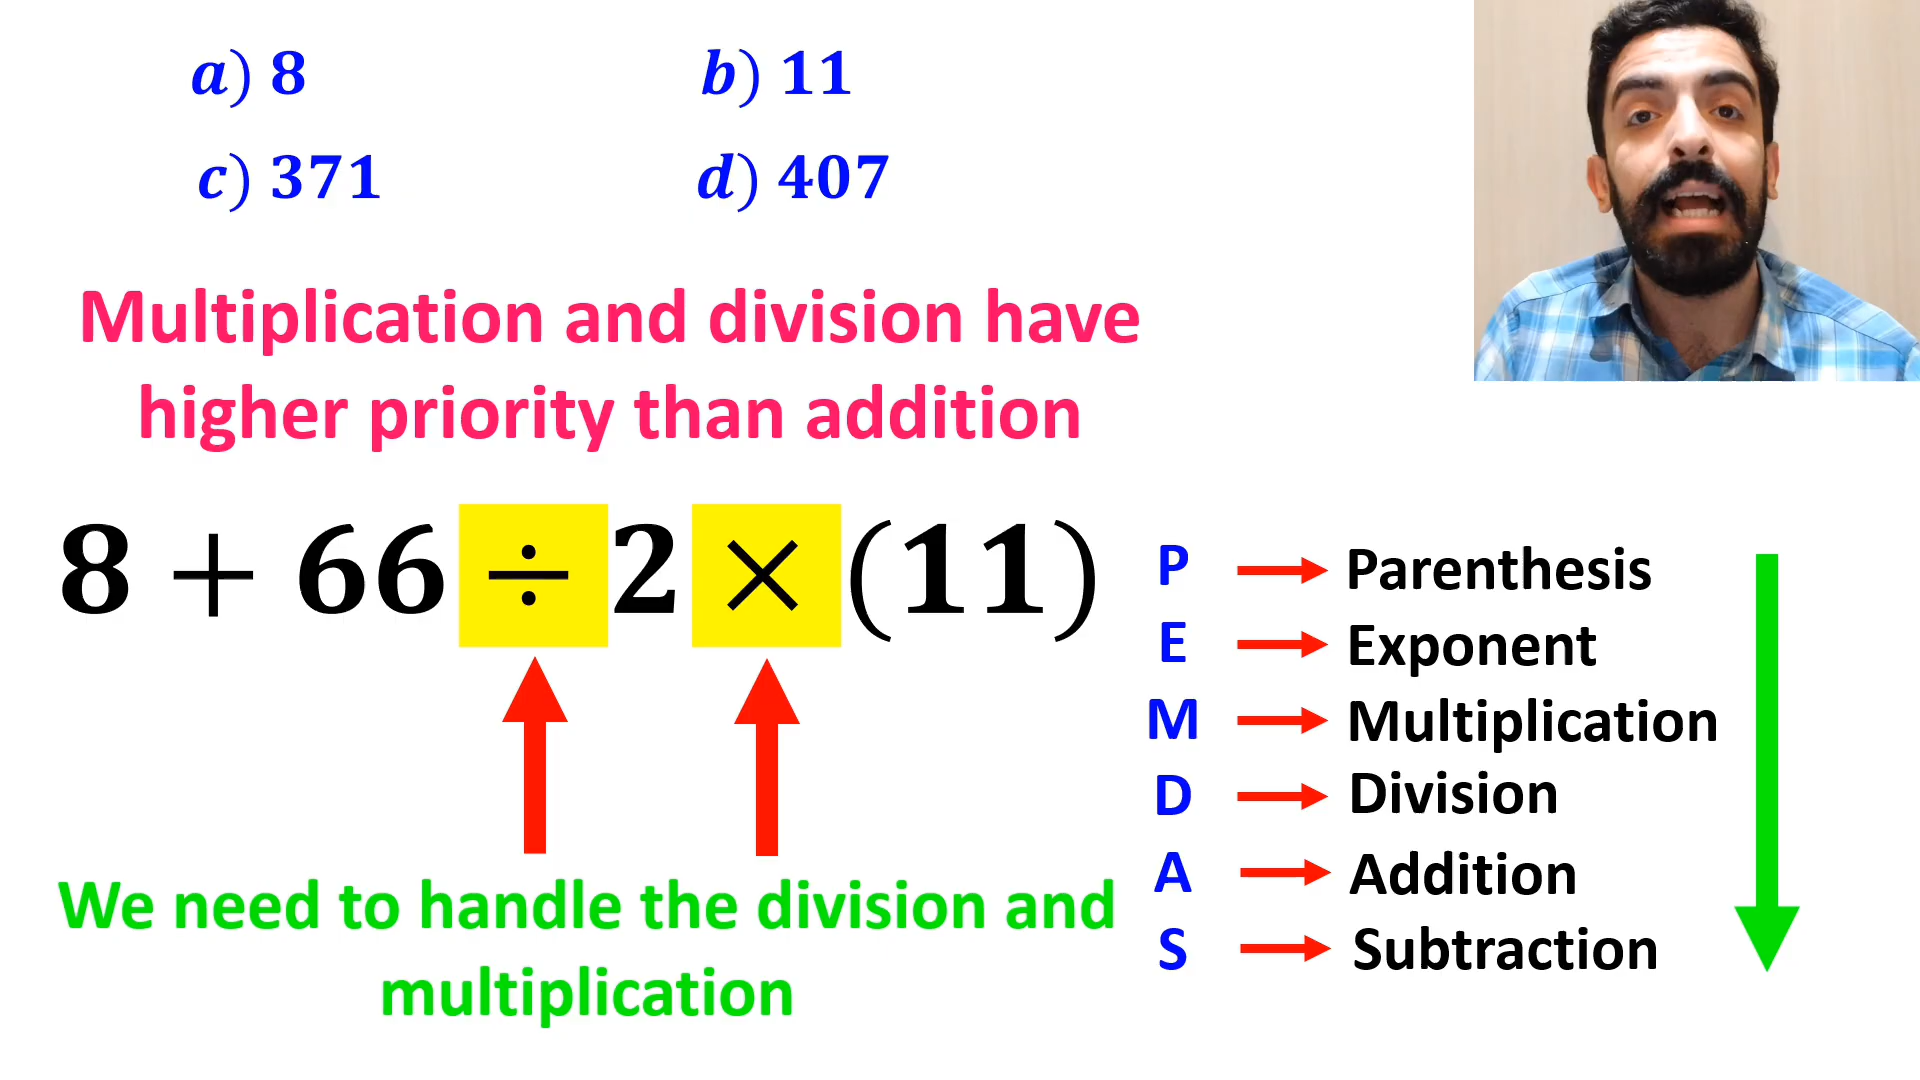 a) 8
b) 11
c) 371
d) 407
Multiplication and division have
higher priority than addition
8 + 66 ÷ 2 × (11)
We need to handle the division and
multiplication
P Parenthesis
E Exponent
M Multiplication
D Division
A Addition
S Subtraction